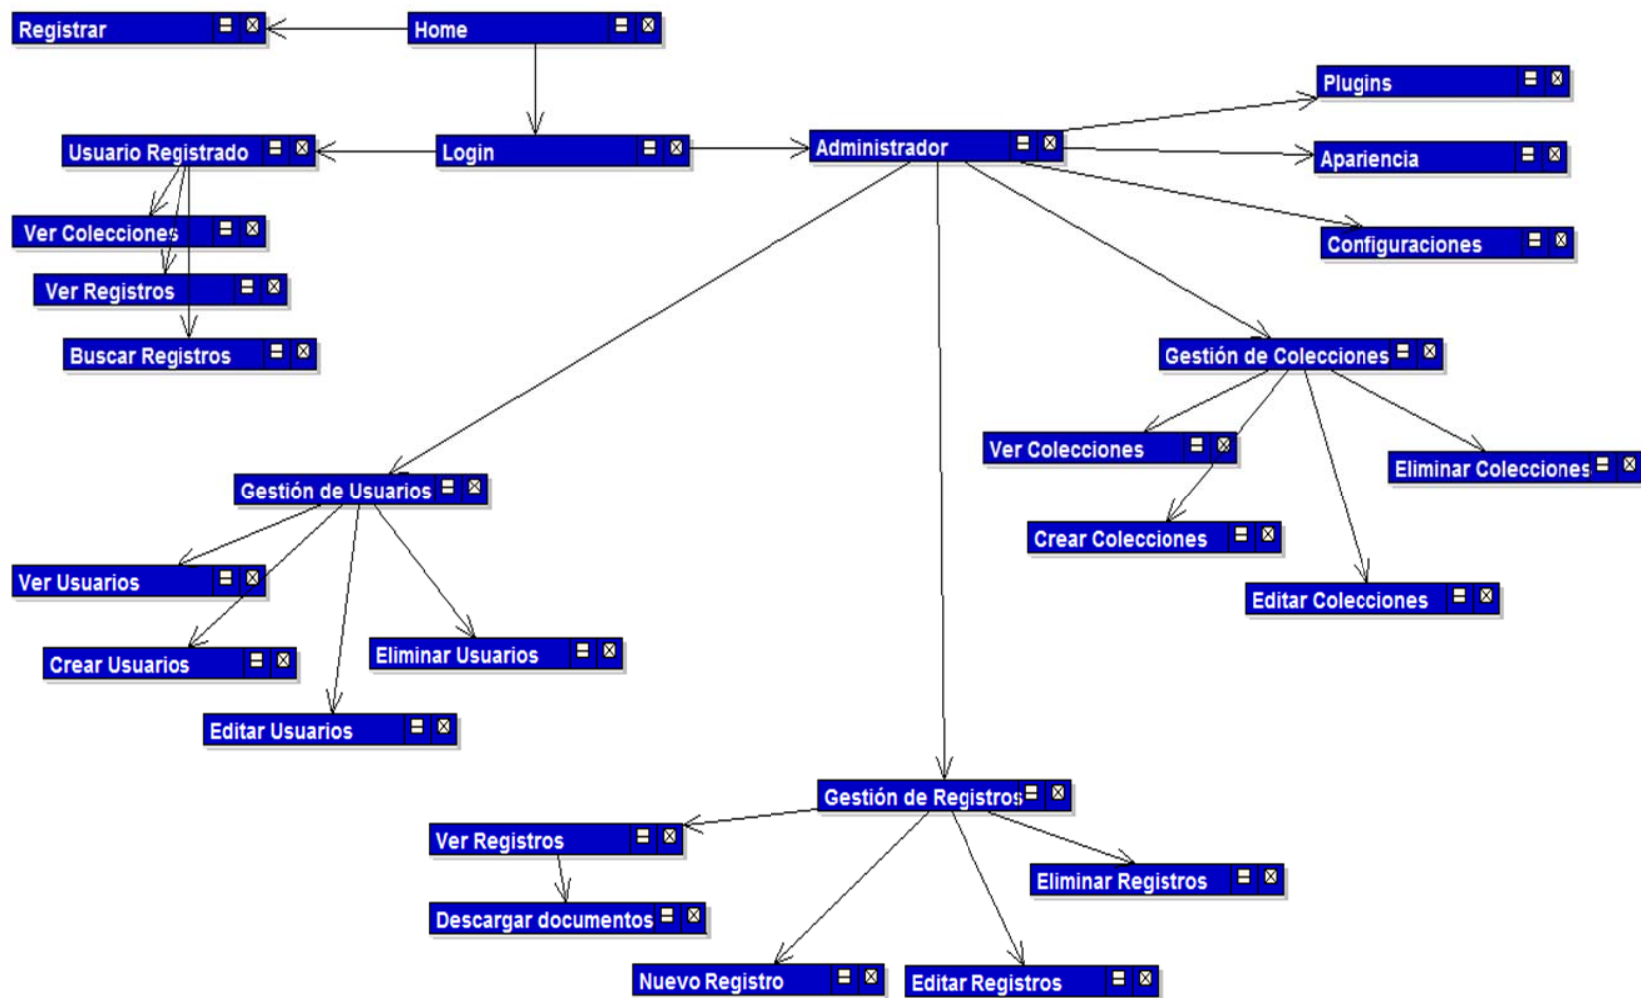 Registrar
Home
Plugins
Usuario Registrado
Login
Administrador
Apariencia
Ver Colecciones
Configuraciones
Ver Registros
Buscar Registros
Gestión de Colecciones
Ver Colecciones
Eliminar Colecciones
Gestión de Usuarios
Crear Colecciones
Ver Usuarios
Editar Colecciones
Crear Usuarios
Eliminar Usuarios
Editar Usuarios
Gestión de Registros
Ver Registros
Eliminar Registros
Descargar documentos
Nuevo Registro
Editar Registros